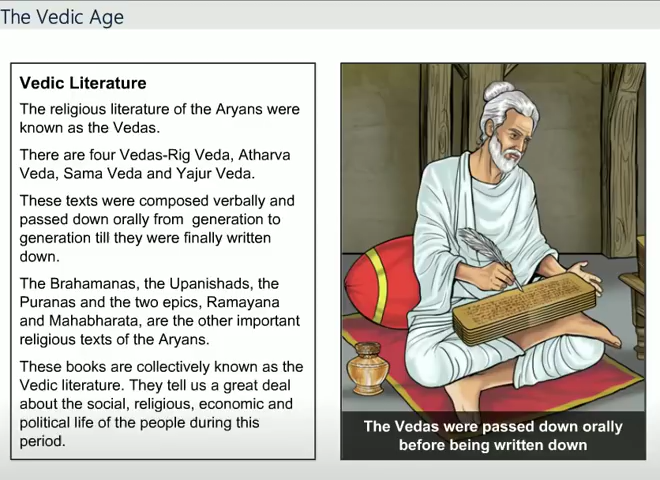 The Vedic Age
Vedic Literature
The religious literature of the Aryans were
known as the Vedas.
There are four Vedas-Rig Veda, Atharva
Veda, Sama Veda and Yajur Veda.
These texts were composed verbally and
passed down orally from generation to
generation till they were finally written
down.
The Brahamanas, the Upanishads, the
Puranas and the two epics, Ramayana
and Mahabharata, are the other important
religious texts of the Aryans.
These books are collectively known as the
Vedic literature. They tell us a great deal
about the social, religious, economic and
political life of the people during this
period.
The Vedas were passed down orally
before being written down